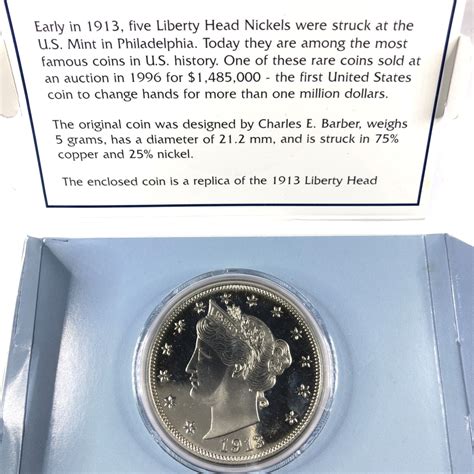 Early in 1913, five Liberty Head Nickels were struck at the
U.S. Mint in Philadelphia. Today they are among the most
famous coins in U.S. history. One of these rare coins sold at
an auction in 1996 for $1,485,000 - the first United States
coin to change hands for more than one million dollars.
The original coin was designed by Charles E. Barber, weighs
5 grams, has a diameter of 21.2 mm, and is struck in 75%
copper and 25% nickel.
The enclosed coin is a replica of the 1913 Liberty Head
1913